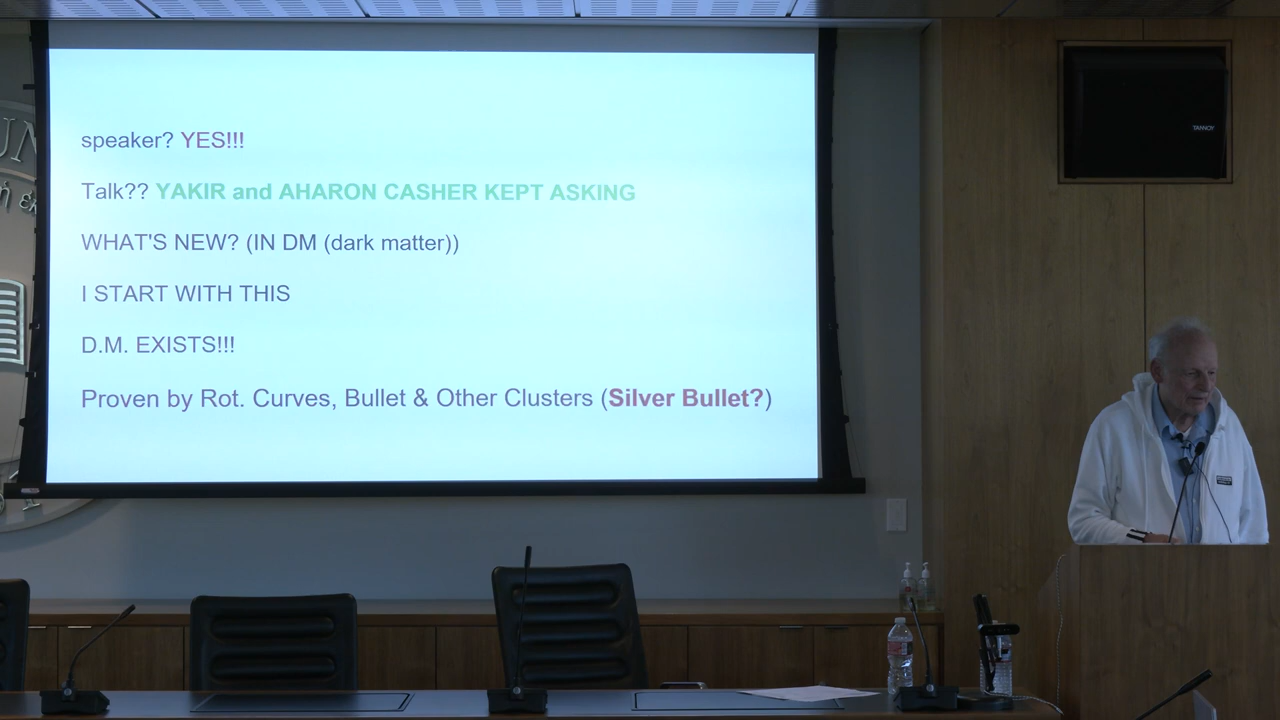 speaker? YES!!!
Talk?? YAKIR and AHARON CASHER KEPT ASKING
WHAT'S NEW? (IN DM (dark matter))
I START WITH THIS
D.M. EXISTS!!!
Proven by Rot. Curves, Bullet & Other Clusters (Silver Bullet?)
TANNOY